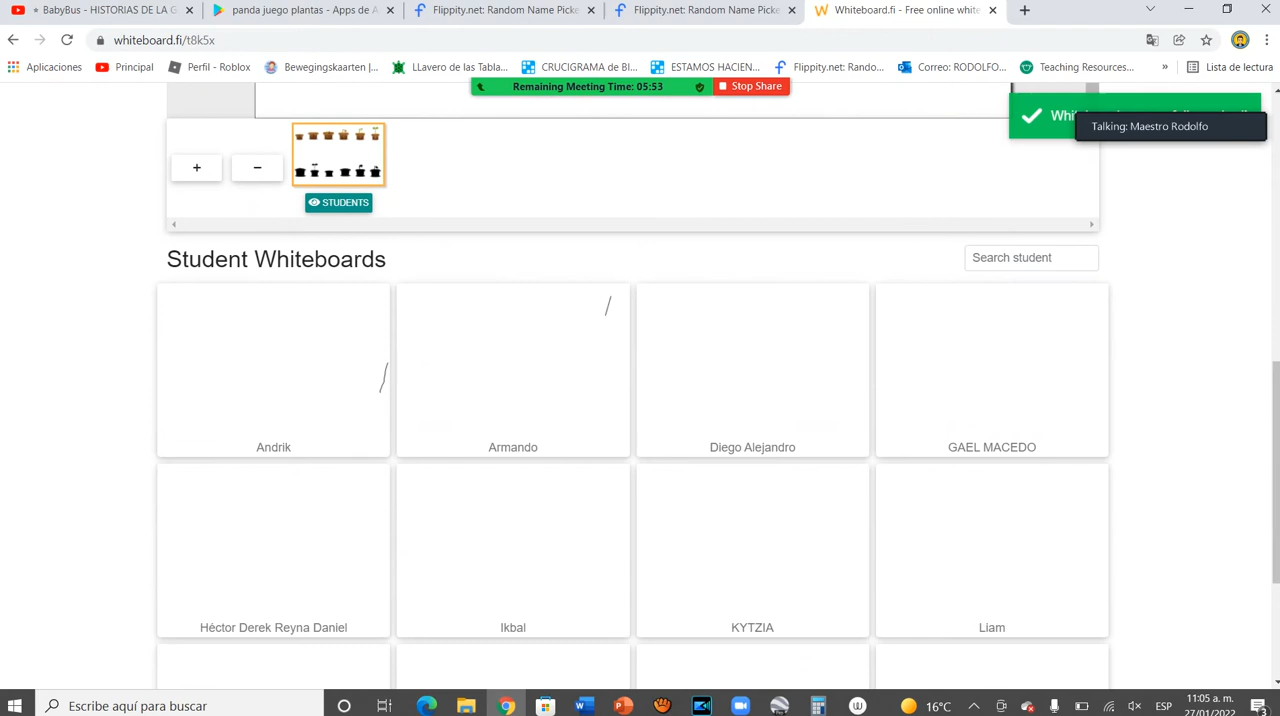 BabyBus - HISTORIAS DE LA G
panda juego plantas - Apps de A
Flippity.net: Random Name Picke
Flippity.net: Random Name Picke
Whiteboard.fi - Free online white
whiteboard.fi/t8k5x
Aplicaciones
Principal
Perfil - Roblox
Bewegingskaarten |...
LLavero de las Tabla...
CRUCIGRAMA de BI...
ESTAMOS HACIEN...
Flippity.net: Rando...
Correo: RODOLFO...
Teaching Resources...
»
Lista de lectura
Remaining Meeting Time: 05:53
Stop Share
Talking: Maestro Rodolfo
+
−
STUDENTS
Student Whiteboards
Search student
Andrik
Armando
Diego Alejandro
GAEL MACEDO
Héctor Derek Reyna Daniel
Ikbal
KYTZIA
Liam
Escribe aquí para buscar
16°C
ESP
11:05 a. m.
27/01/2022
3